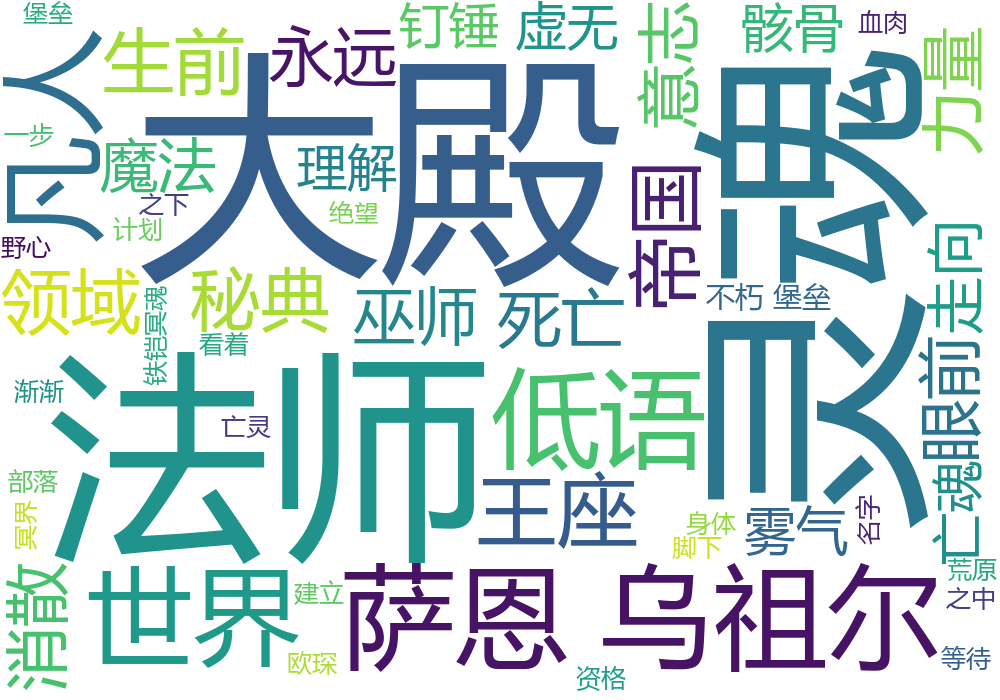 堡垒
凡人
生前
永远
钉锤
虚无
意志
骸骨
血肉
力量
大殿
灵魂
一步
魔法
理解
之下
绝望
计划
野心
帝国
领域
秘典
铁铠冥魂
巫师
死亡
不朽
堡垒
走向
看着
渐渐
亡灵
法师
低语
眼前
部落
冥界
王座
身体
脚下
雾气
名字
亡魂
消散
世界
建立
欧琛
萨恩
乌祖尔
资格
荒原
之中
等待